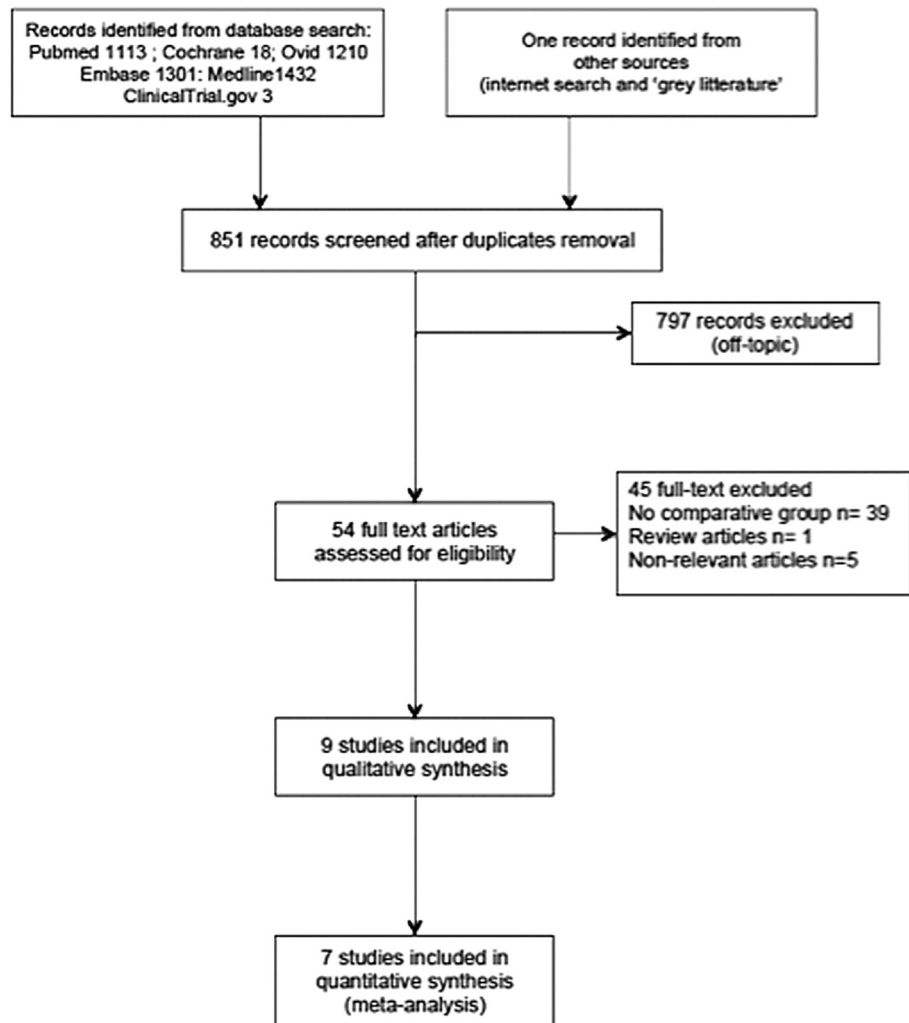 Records identified from database search:
Pubmed 1113 ; Cochrane 18; Ovid 1210
Embase 1301: Medline1432
ClinicalTrial.gov 3
One record identified from
other sources
(internet search and 'grey litterature'
851 records screened after duplicates removal
797 records excluded
(off-topic)
54 full text articles
assessed for eligibility
45 full-text excluded
No comparative group n= 39
Review articles n= 1
Non-relevant articles n=5
9 studies included in
qualitative synthesis
7 studies included in
quantitative synthesis
(meta-analysis)